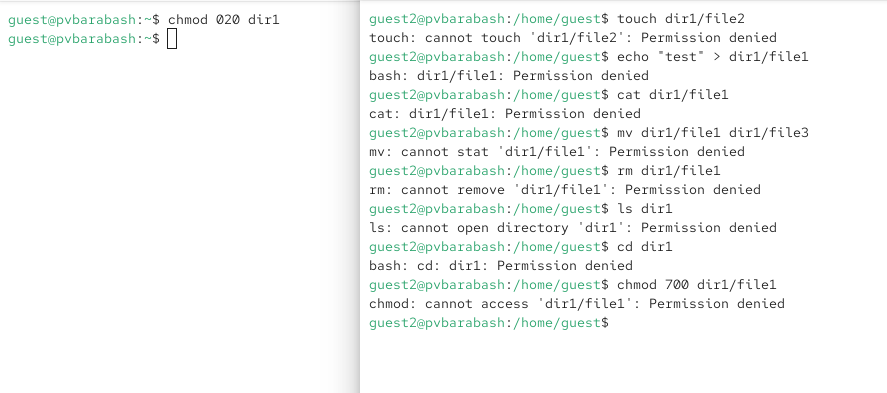 guest@pvbarabash:~$ chmod 020 dir1
guest@pvbarabash:~$
guest2@pvbarabash:/home/guest$ touch dir1/file2
touch: cannot touch 'dir1/file2': Permission denied
guest2@pvbarabash:/home/guest$ echo "test" > dir1/file1
bash: dir1/file1: Permission denied
guest2@pvbarabash:/home/guest$ cat dir1/file1
cat: dir1/file1: Permission denied
guest2@pvbarabash:/home/guest$ mv dir1/file1 dir1/file3
mv: cannot stat 'dir1/file1': Permission denied
guest2@pvbarabash:/home/guest$ rm dir1/file1
rm: cannot remove 'dir1/file1': Permission denied
guest2@pvbarabash:/home/guest$ ls dir1
ls: cannot open directory 'dir1': Permission denied
guest2@pvbarabash:/home/guest$ cd dir1
bash: cd: dir1: Permission denied
guest2@pvbarabash:/home/guest$ chmod 700 dir1/file1
chmod: cannot access 'dir1/file1': Permission denied
guest2@pvbarabash:/home/guest$